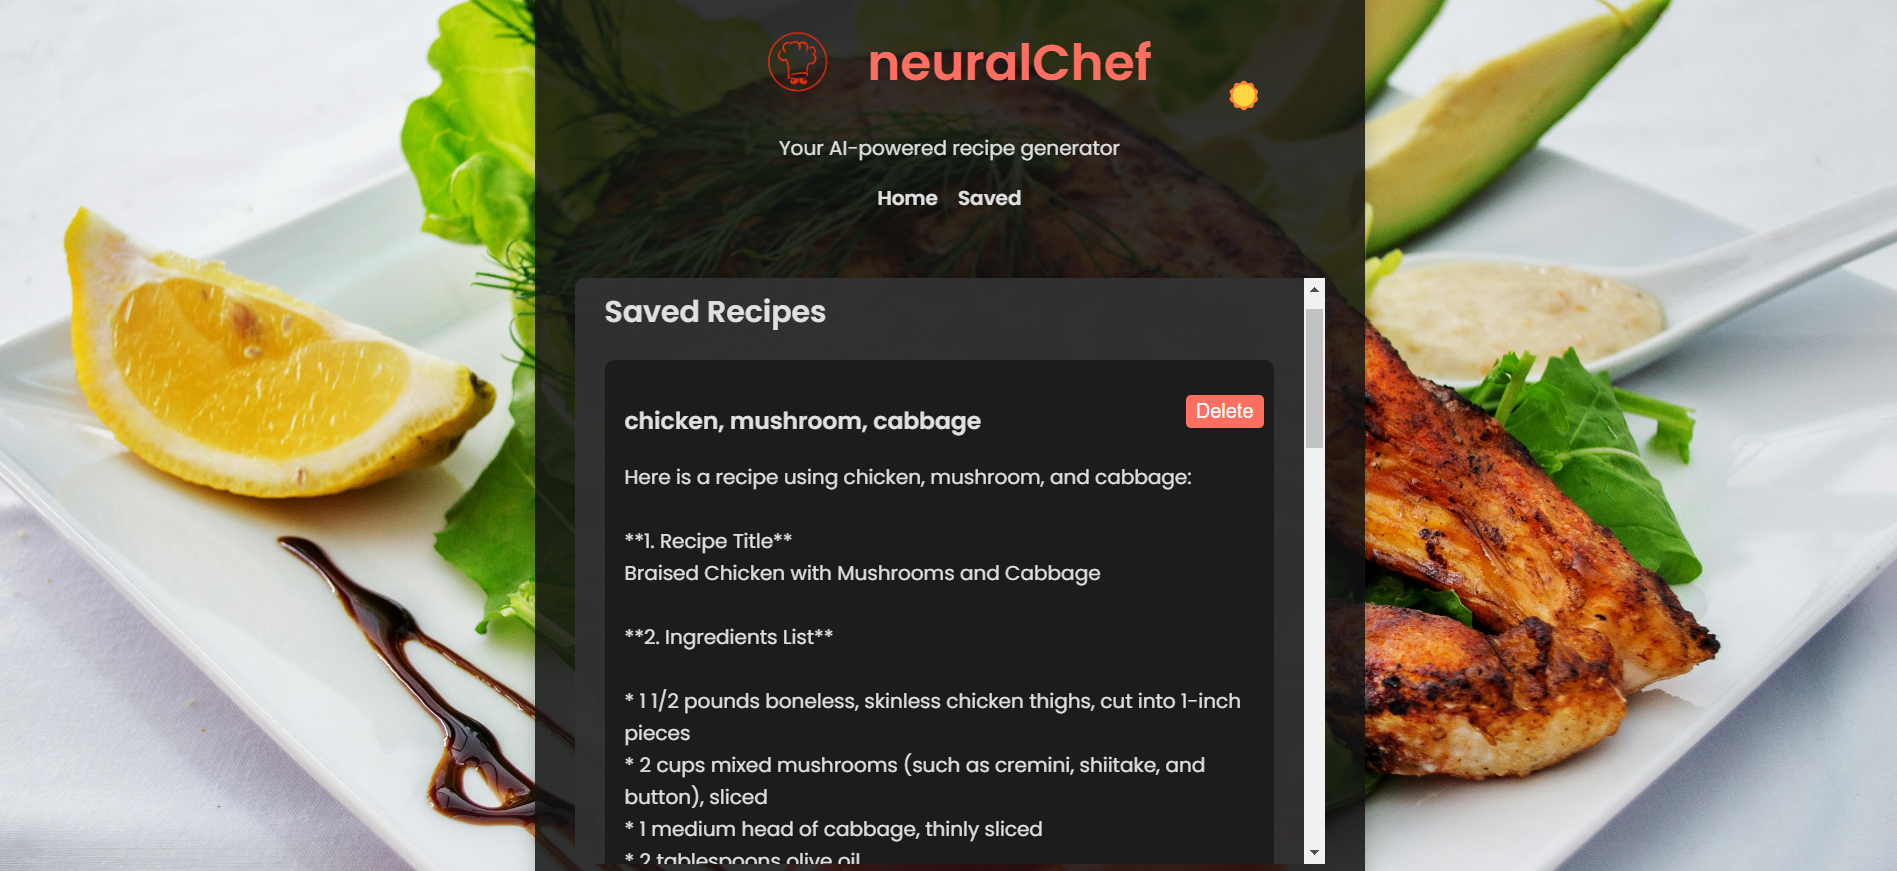 neuralChef
Your AI-powered recipe generator
Home Saved
Saved Recipes
chicken, mushroom, cabbage
Delete
Here is a recipe using chicken, mushroom, and cabbage:
**1. Recipe Title**
Braised Chicken with Mushrooms and Cabbage
**2. Ingredients List**
* 1 1/2 pounds boneless, skinless chicken thighs, cut into 1-inch
pieces
* 2 cups mixed mushrooms (such as cremini, shiitake, and
button), sliced
* 1 medium head of cabbage, thinly sliced
* 2 tablespoons olive oil